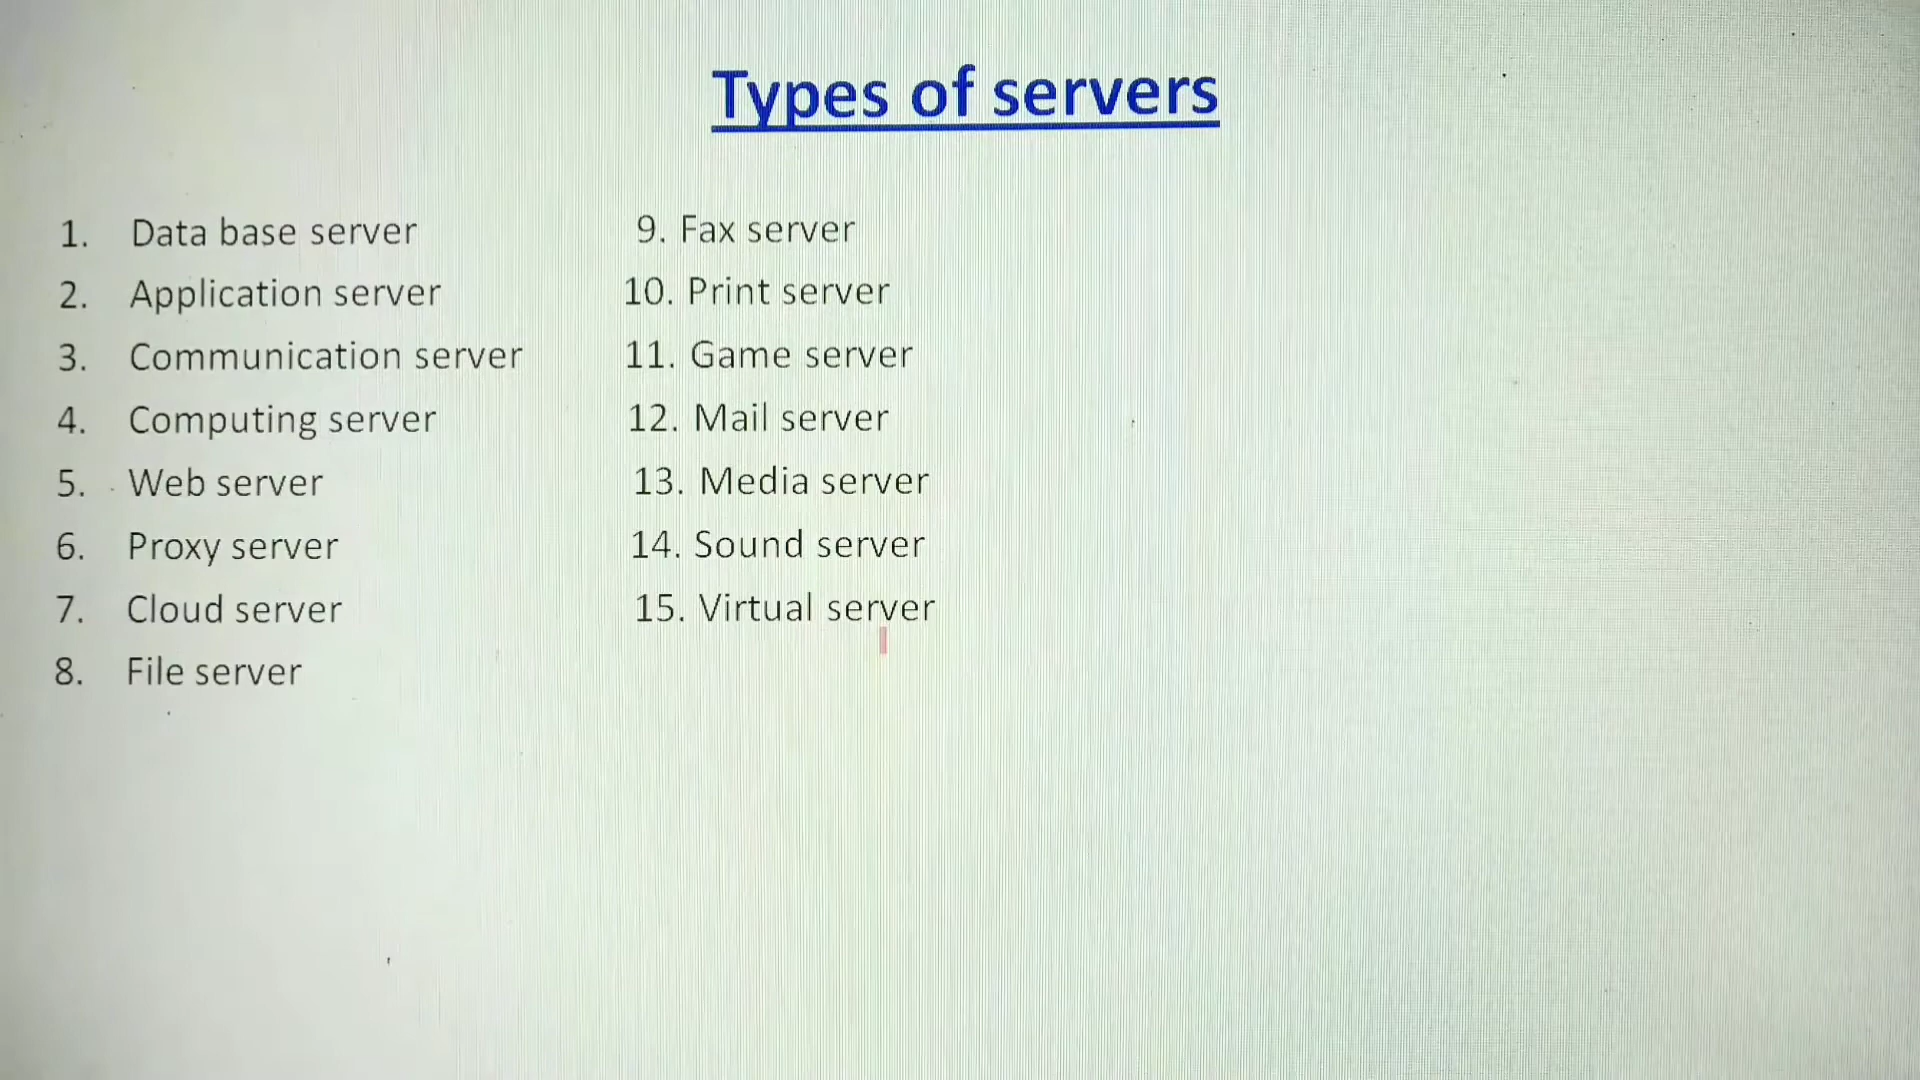 Types of servers
1. Data base server
2. Application server
3. Communication server
4. Computing server
5. Web server
6. Proxy server
7. Cloud server
8. File server
9. Fax server
10. Print server
11. Game server
12. Mail server
13. Media server
14. Sound server
15. Virtual server